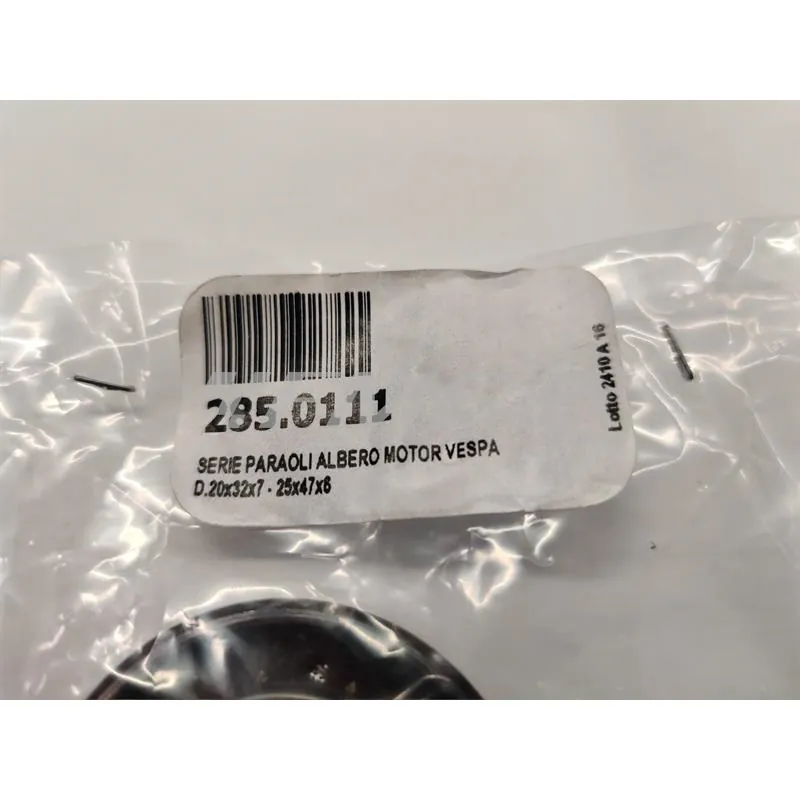 285.0111
SERIE PARAOLI ALBERO MOTOR VESPA
D.20x32x7 - 25x47x6
Lotto 2410 A 16